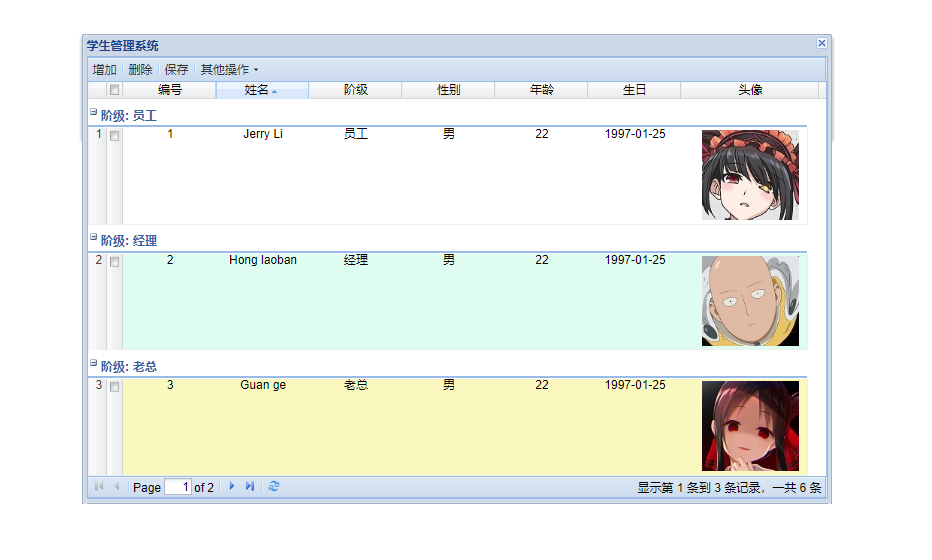 学生管理系统
增加 删除 保存 其他操作
编号 姓名 阶级 性别 年龄 生日 头像
阶级: 员工
1 1 Jerry Li 员工 男 22 1997-01-25
阶级: 经理
2 2 Hong laoban 经理 男 22 1997-01-25
阶级: 老总
3 3 Guan ge 老总 男 22 1997-01-25
Page 1 of 2 显示第 1 条到 3 条记录，一共 6 条